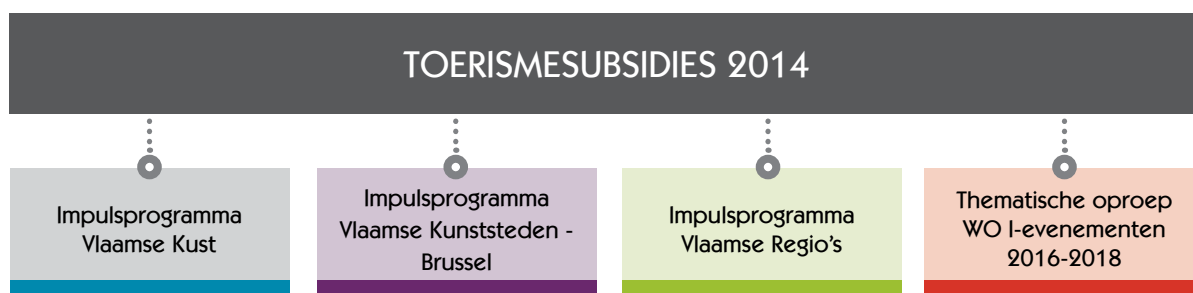 TOERISMESUBSIDIES 2014
Impulsprogramma
Vlaamse Kust
Impulsprogramma
Vlaamse Kunststeden -
Brussel
Impulsprogramma
Vlaamse Regio's
Thematische oproep
WO I-evenementen
2016-2018